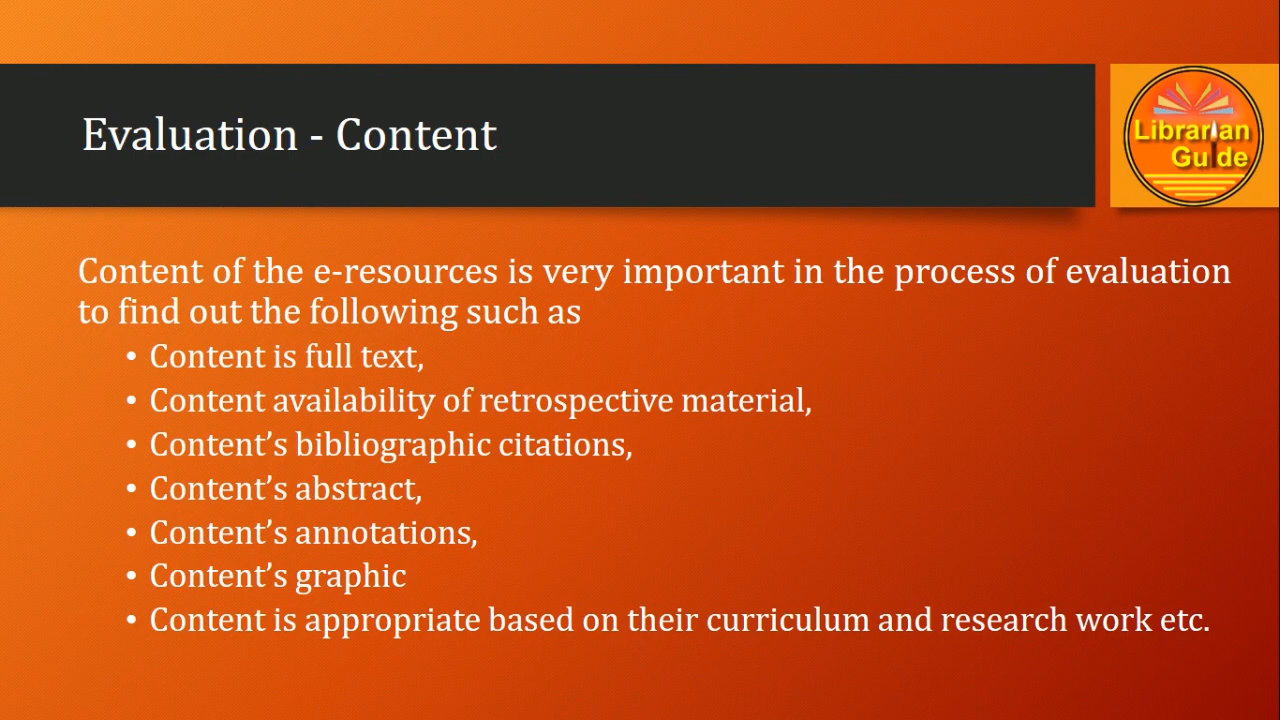 Evaluation - Content
Librarian
Guide
Content of the e-resources is very important in the process of evaluation
to find out the following such as
• Content is full text,
• Content availability of retrospective material,
• Content’s bibliographic citations,
• Content’s abstract,
• Content’s annotations,
• Content’s graphic
• Content is appropriate based on their curriculum and research work etc.